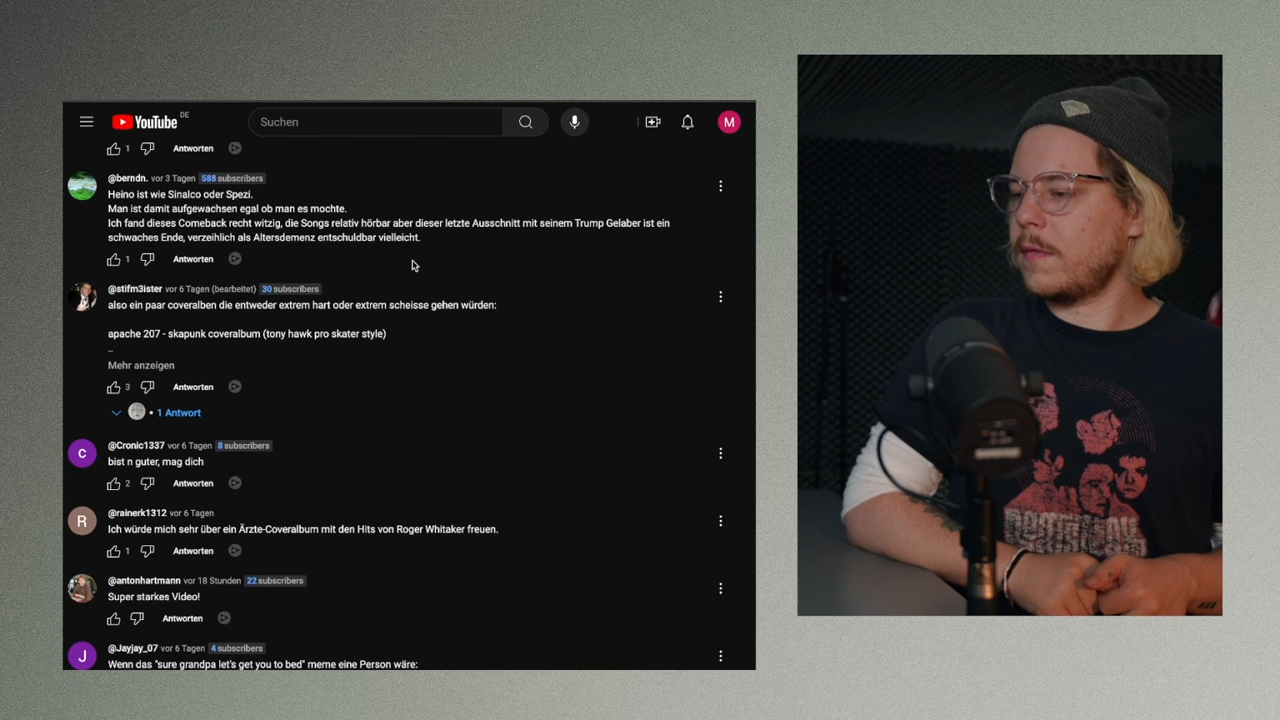 YouTube DE
Suchen
M
1 Antworten
@berndn. vor 3 Tagen 588 subscribers
Heino ist wie Sinalco oder Spezi.
Man ist damit aufgewachsen egal ob man es mochte.
Ich fand dieses Comeback recht witzig, die Songs relativ hörbar aber dieser letzte Ausschnitt mit seinem Trump Gelaber ist ein
schwaches Ende, verzeihlich als Altersdemenz entschuldbar vielleicht.
1 Antworten
@stifm3ister vor 6 Tagen (bearbeitet) 30 subscribers
also ein paar coveralben die entweder extrem hart oder extrem scheisse gehen würden:
apache 207 - skapunk coveralbum (tony hawk pro skater style)
...
Mehr anzeigen
3 Antworten
• 1 Antwort
C
@Cronic1337 vor 6 Tagen 8 subscribers
bist n guter, mag dich
2 Antworten
R
@rainerk1312 vor 6 Tagen
Ich würde mich sehr über ein Ärzte-Coveralbum mit den Hits von Roger Whitaker freuen.
1 Antworten
@antonhartmann vor 18 Stunden 22 subscribers
Super starkes Video!
Antworten
J
@Jayjay_07 vor 6 Tagen 4 subscribers
Wenn das "sure grandpa let's get you to bed" meme eine Person wäre: